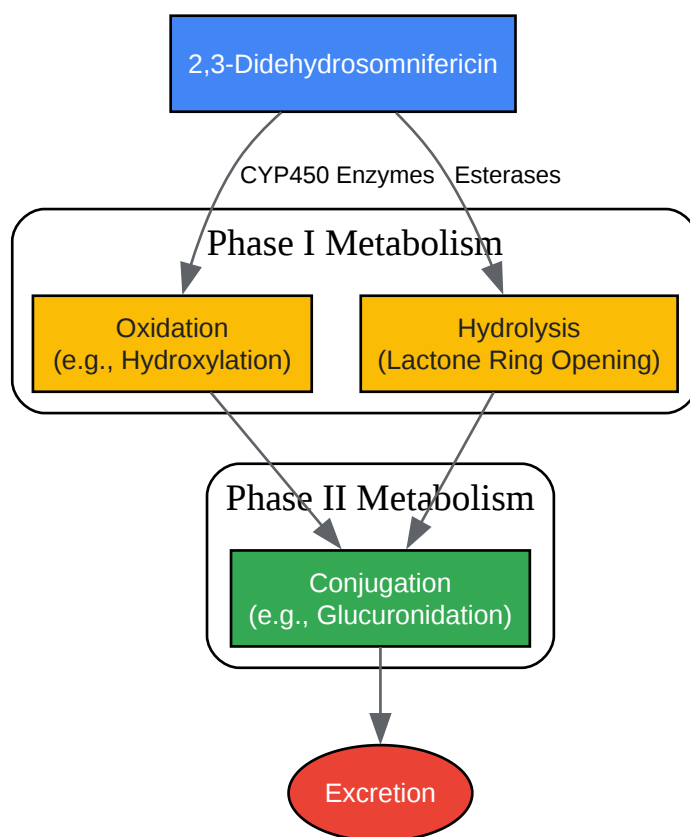 2,3-Didehydrosomnifericin
CYP450 Enzymes
Esterases
Phase I Metabolism
Oxidation
(e.g., Hydroxylation)
Hydrolysis
(Lactone Ring Opening)
Phase II Metabolism
Conjugation
(e.g., Glucuronidation)
Excretion